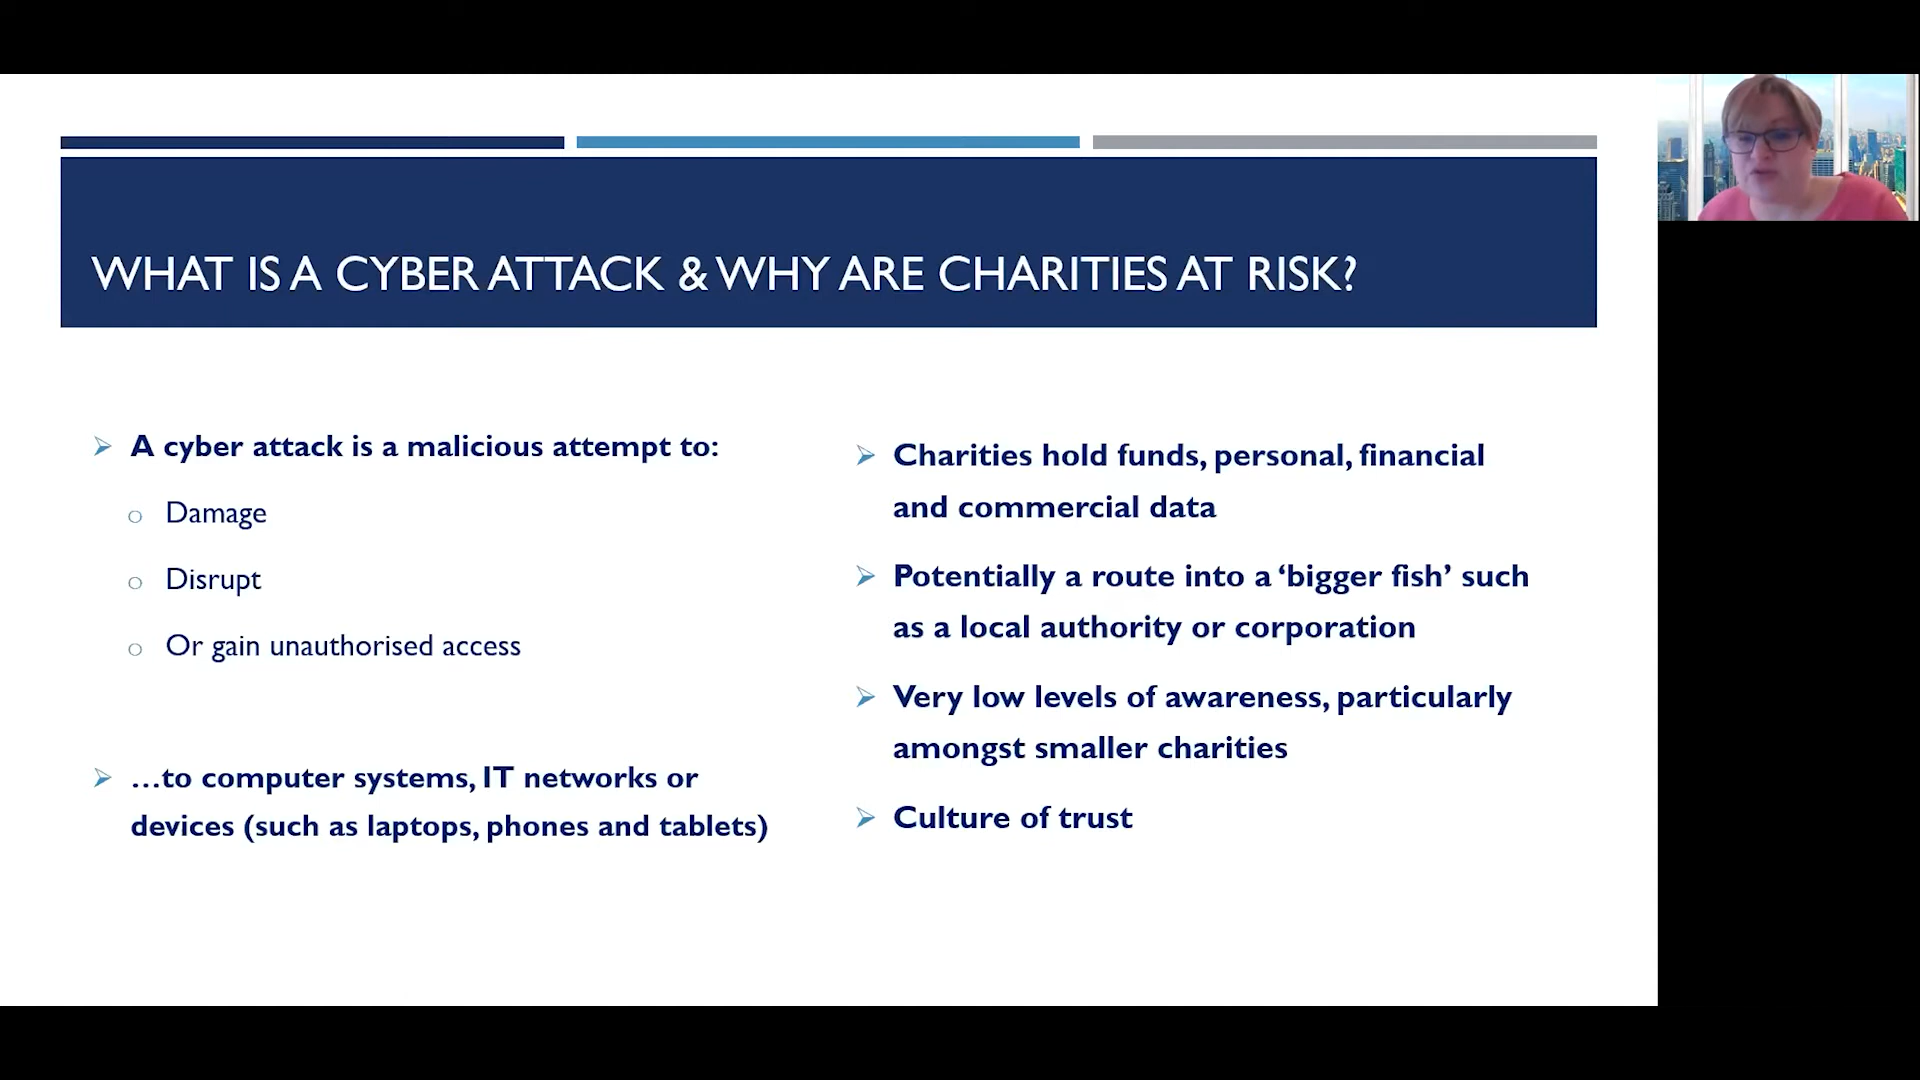 WHAT IS A CYBER ATTACK & WHY ARE CHARITIES AT RISK?
A cyber attack is a malicious attempt to:
Damage
Disrupt
Or gain unauthorised access
…to computer systems, IT networks or
devices (such as laptops, phones and tablets)
Charities hold funds, personal, financial
and commercial data
Potentially a route into a ‘bigger fish’ such
as a local authority or corporation
Very low levels of awareness, particularly
amongst smaller charities
Culture of trust